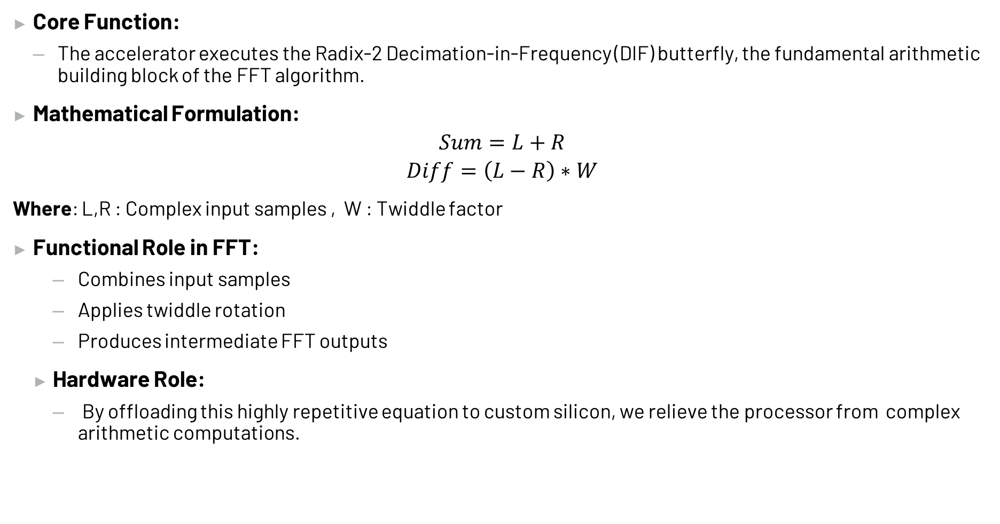 ► Core Function:
– The accelerator executes the Radix-2 Decimation-in-Frequency (DIF) butterfly, the fundamental arithmetic
building block of the FFT algorithm.
► Mathematical Formulation:
Sum = L + R
Diff = (L − R) ∗ W
Where: L,R : Complex input samples , W : Twiddle factor
► Functional Role in FFT:
– Combines input samples
– Applies twiddle rotation
– Produces intermediate FFT outputs
► Hardware Role:
– By offloading this highly repetitive equation to custom silicon, we relieve the processor from complex
arithmetic computations.